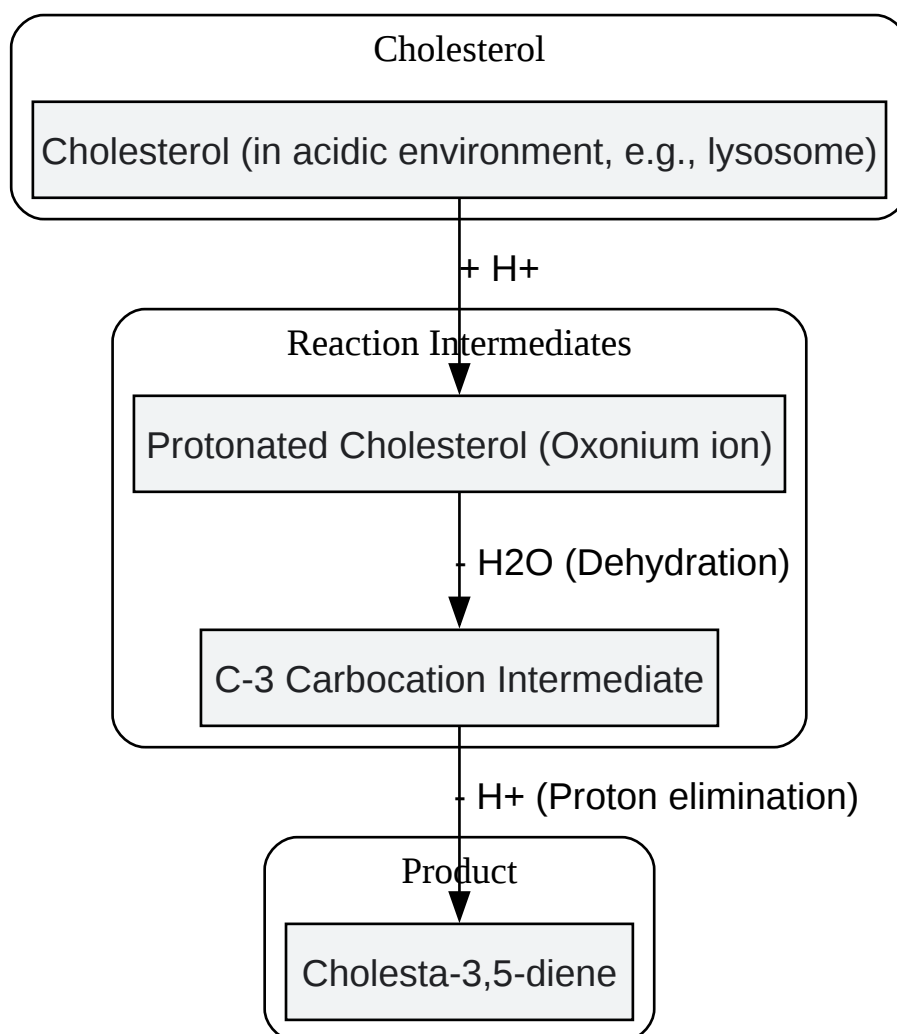 Cholesterol
Cholesterol (in acidic environment, e.g., lysosome)
+ H+
Reaction Intermediates
Protonated Cholesterol (Oxonium ion)
- H2O (Dehydration)
C-3 Carbocation Intermediate
- H+ (Proton elimination)
Product
Cholesta-3,5-diene